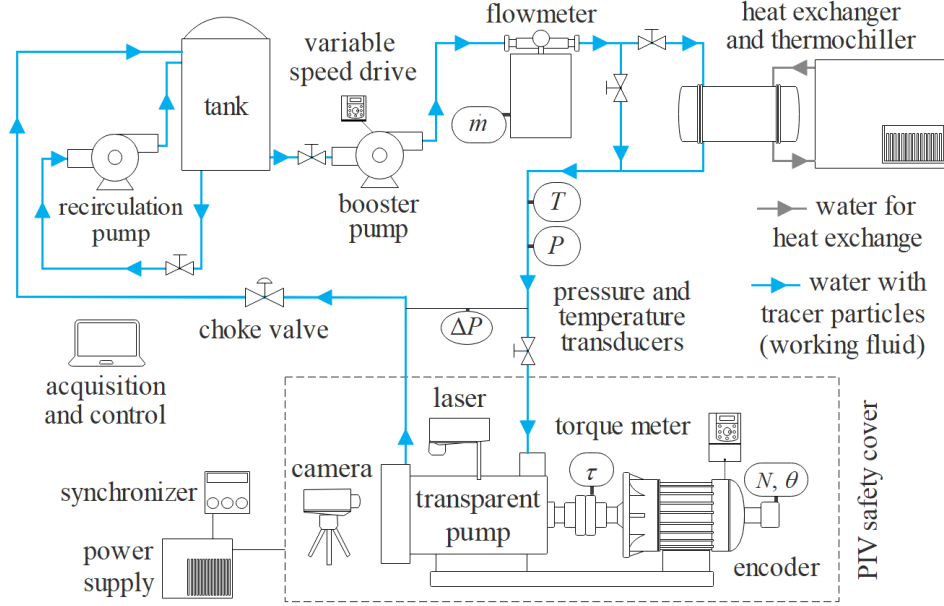 flowmeter
heat exchanger
and thermochiller
variable
speed drive
tank
ṁ
recirculation
pump
booster
pump
T
P
water for
heat exchange
water with
tracer particles
(working fluid)
pressure and
temperature
transducers
ΔP
choke valve
acquisition
and control
laser
torque meter
camera
τ
N, θ
synchronizer
transparent
pump
power
supply
encoder
PIV safety cover